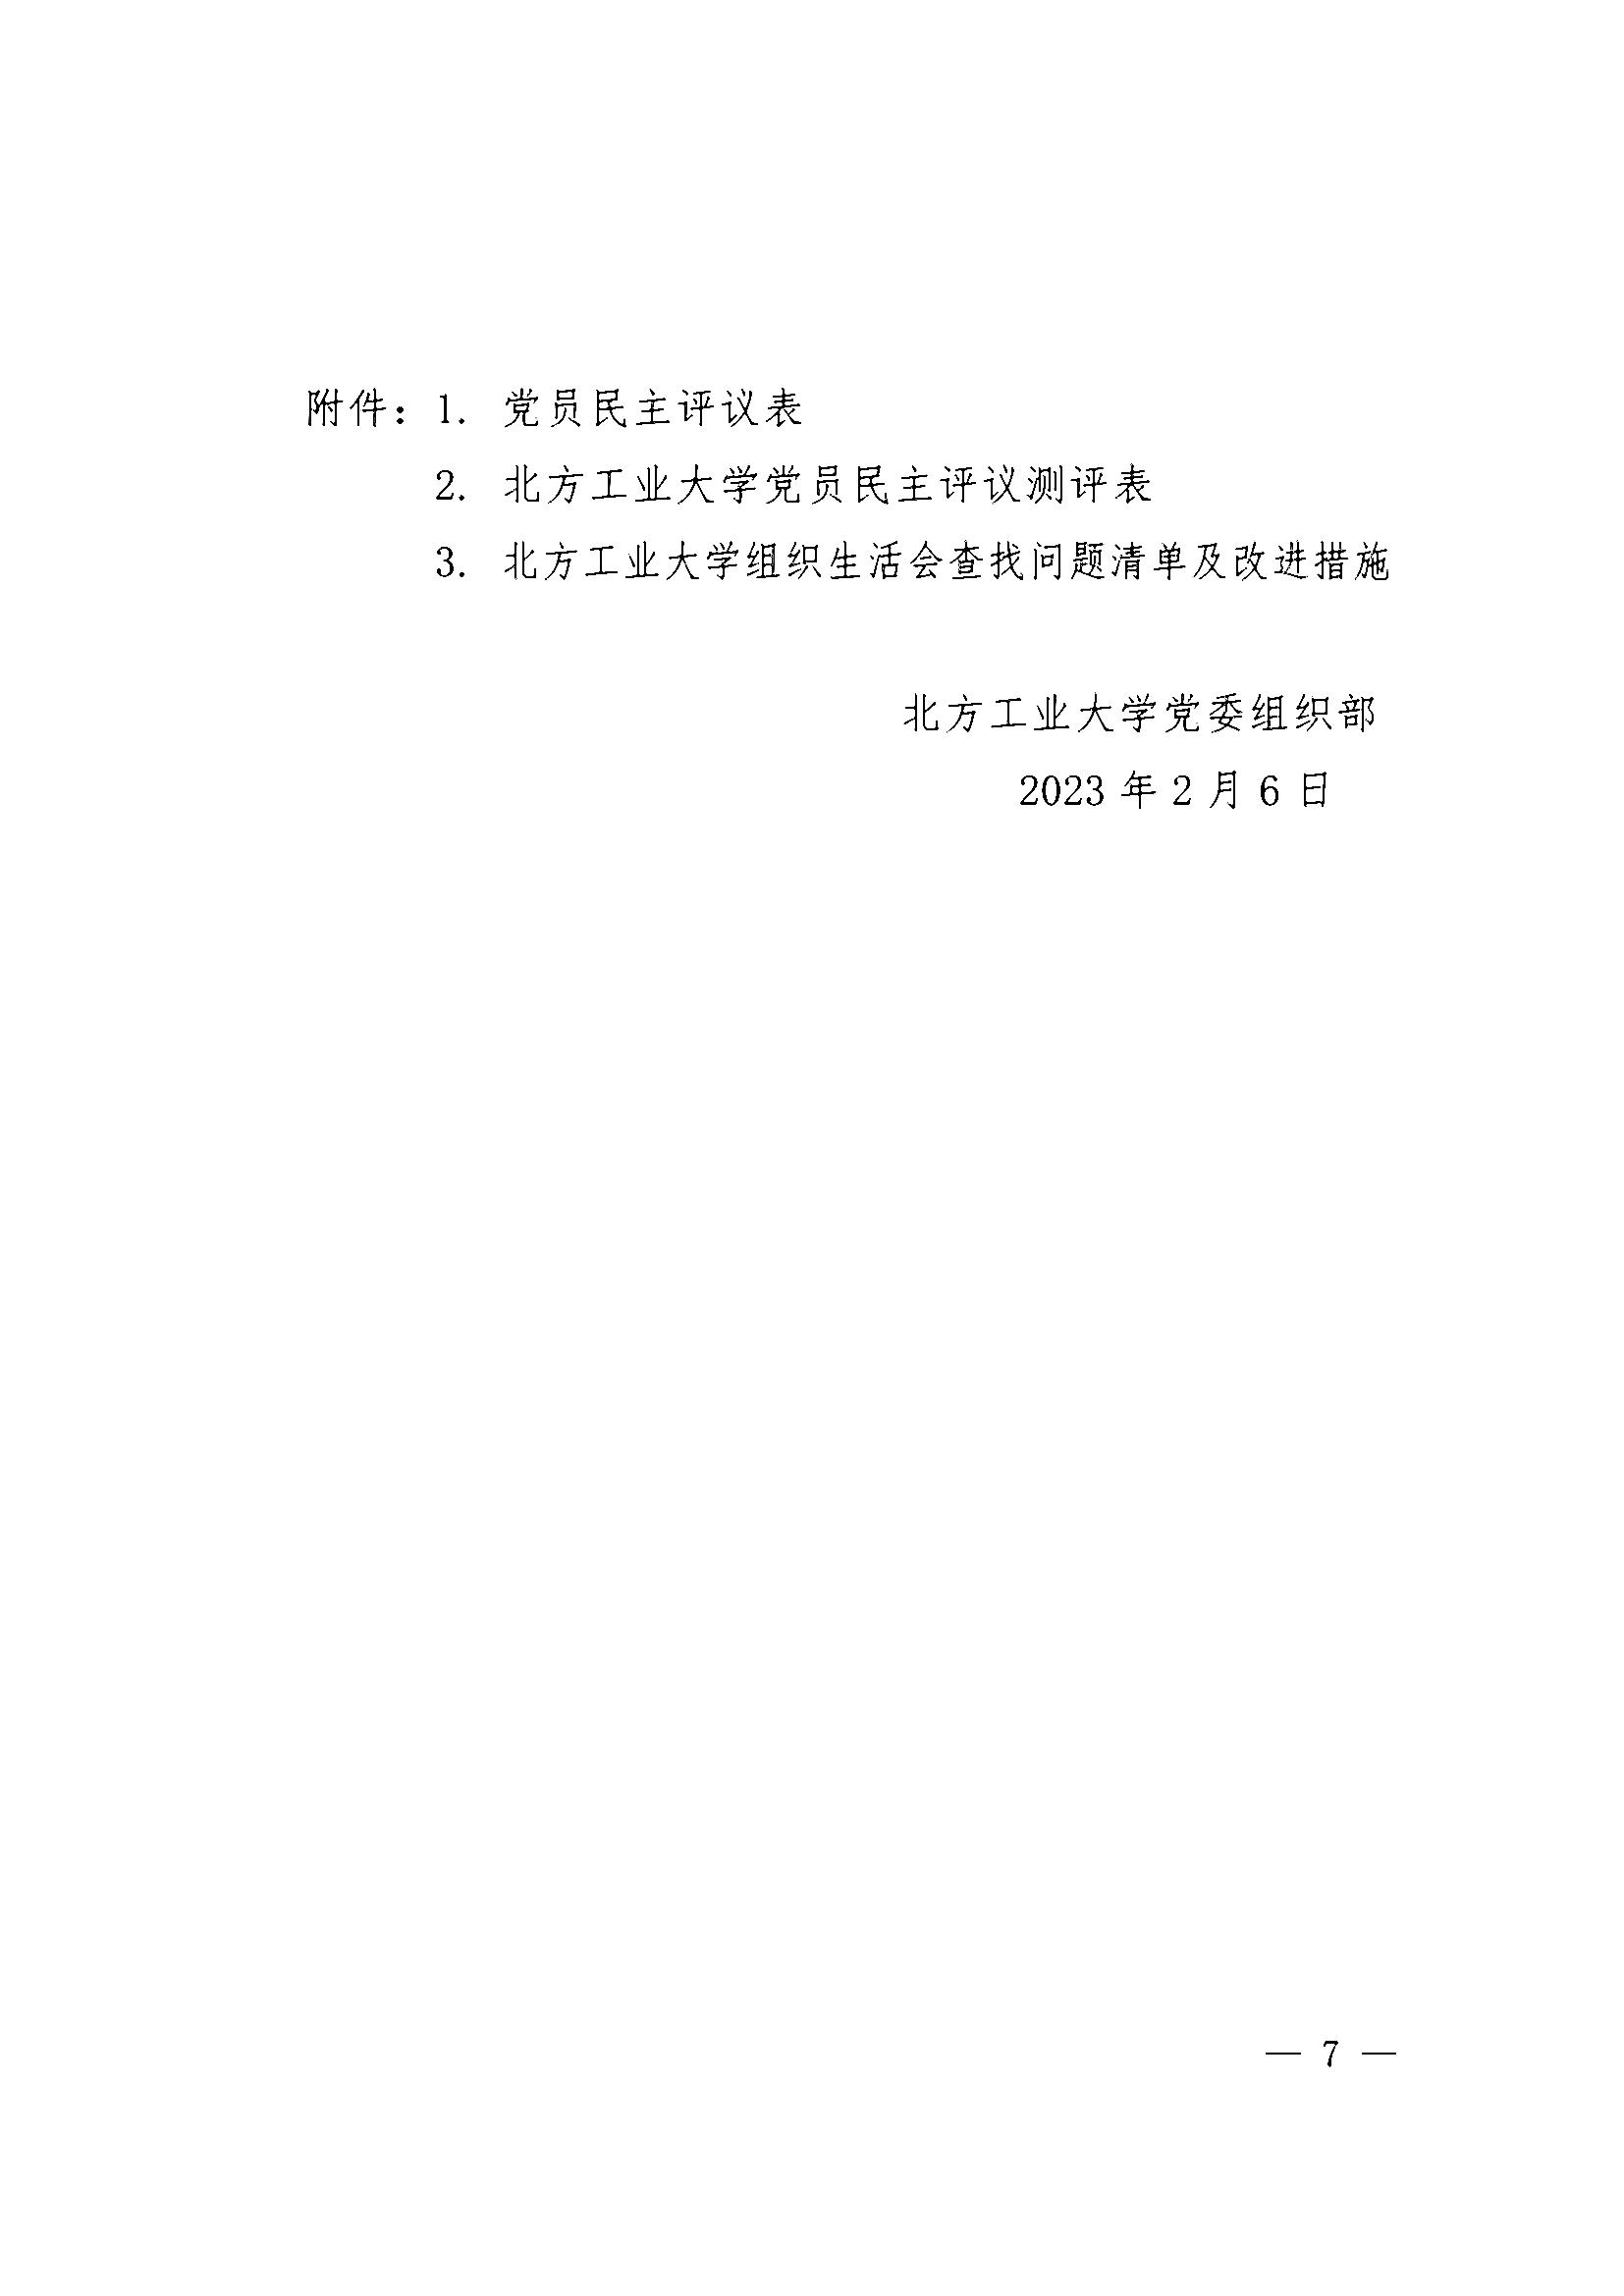 附件：1. 党员民主评议表
2. 北方工业大学党员民主评议测评表
3. 北方工业大学组织生活会查找问题清单及改进措施
北方工业大学党委组织部
2023 年 2 月 6 日
— 7 —